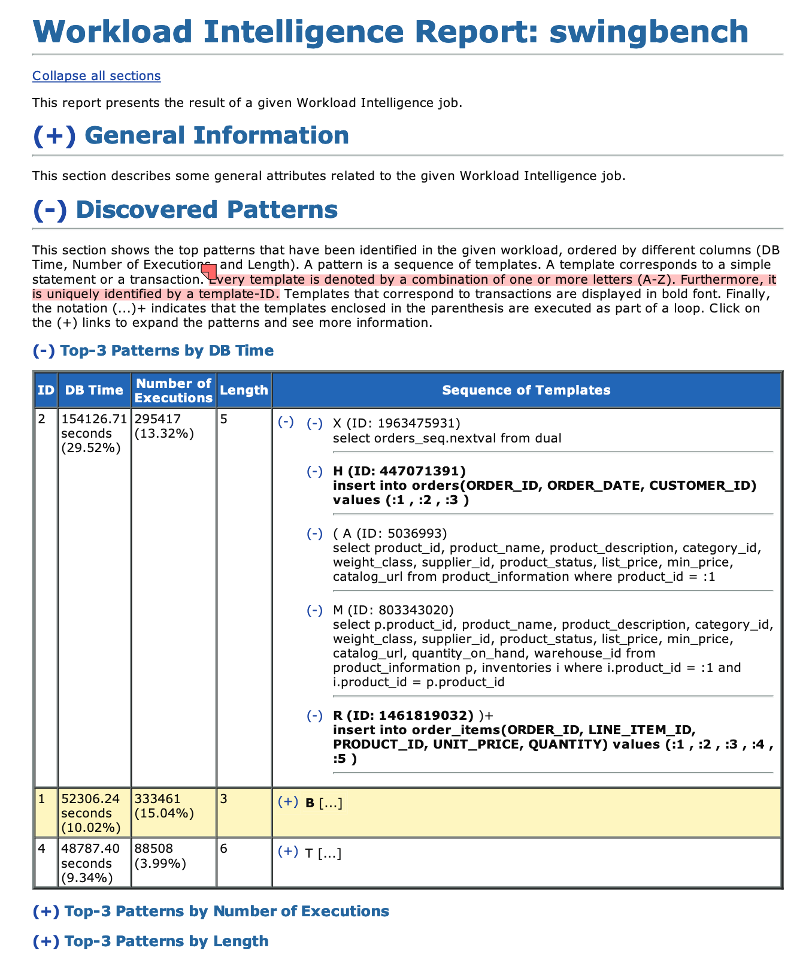 Workload Intelligence Report: swingbench
Collapse all sections
This report presents the result of a given Workload Intelligence job.
(+) General Information
This section describes some general attributes related to the given Workload Intelligence job.
(-) Discovered Patterns
This section shows the top patterns that have been identified in the given workload, ordered by different columns (DB
Time, Number of Executions, and Length). A pattern is a sequence of templates. A template corresponds to a simple
statement or a transaction. Every template is denoted by a combination of one or more letters (A-Z). Furthermore, it
is uniquely identified by a template-ID. Templates that correspond to transactions are displayed in bold font. Finally,
the notation (...)+ indicates that the templates enclosed in the parenthesis are executed as part of a loop. Click on
the (+) links to expand the patterns and see more information.
(-) Top-3 Patterns by DB Time
ID DB Time Number of Executions Length Sequence of Templates
2 154126.71 seconds (29.52%) 295417 (13.32%) 5
(-) (-) X (ID: 1963475931)
select orders_seq.nextval from dual
(-) H (ID: 447071391)
insert into orders(ORDER_ID, ORDER_DATE, CUSTOMER_ID)
values (:1 , :2 , :3 )
(-) ( A (ID: 5036993)
select product_id, product_name, product_description, category_id,
weight_class, supplier_id, product_status, list_price, min_price,
catalog_url from product_information where product_id = :1
(-) M (ID: 803343020)
select p.product_id, product_name, product_description, category_id,
weight_class, supplier_id, product_status, list_price, min_price,
catalog_url, quantity_on_hand, warehouse_id from
product_information p, inventories i where i.product_id = :1 and
i.product_id = p.product_id
(-) R (ID: 1461819032) )+
insert into order_items(ORDER_ID, LINE_ITEM_ID,
PRODUCT_ID, UNIT_PRICE, QUANTITY) values (:1 , :2 , :3 , :4 ,
:5 )
1 52306.24 seconds (10.02%) 333461 (15.04%) 3 (+) B [...]
4 48787.40 seconds (9.34%) 88508 (3.99%) 6 (+) T [...]
(+) Top-3 Patterns by Number of Executions
(+) Top-3 Patterns by Length